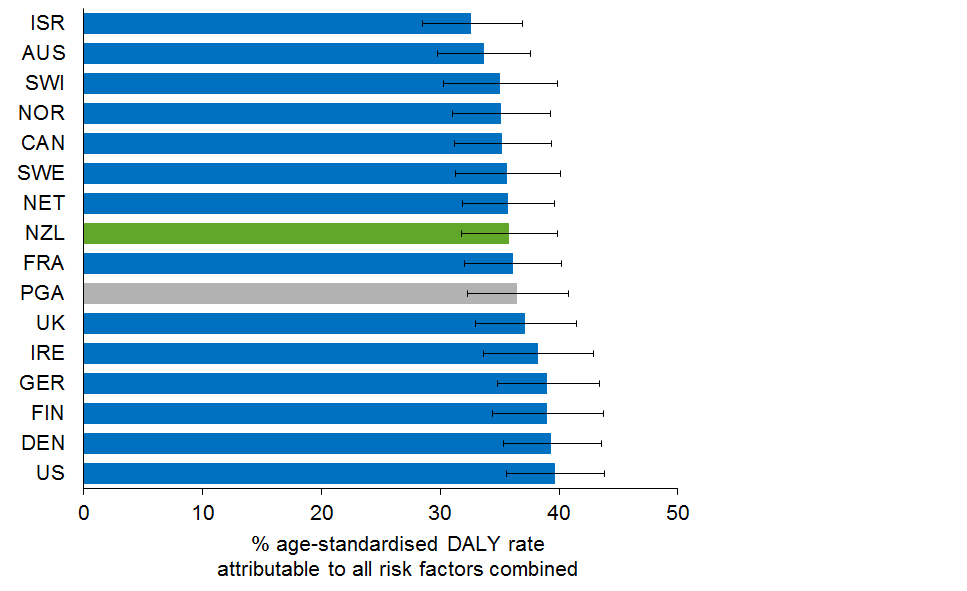 ISR
AUS
SWI
NOR
CAN
SWE
NET
NZL
FRA
PGA
UK
IRE
GER
FIN
DEN
US
0 10 20 30 40 50
% age-standardised DALY rate
attributable to all risk factors combined